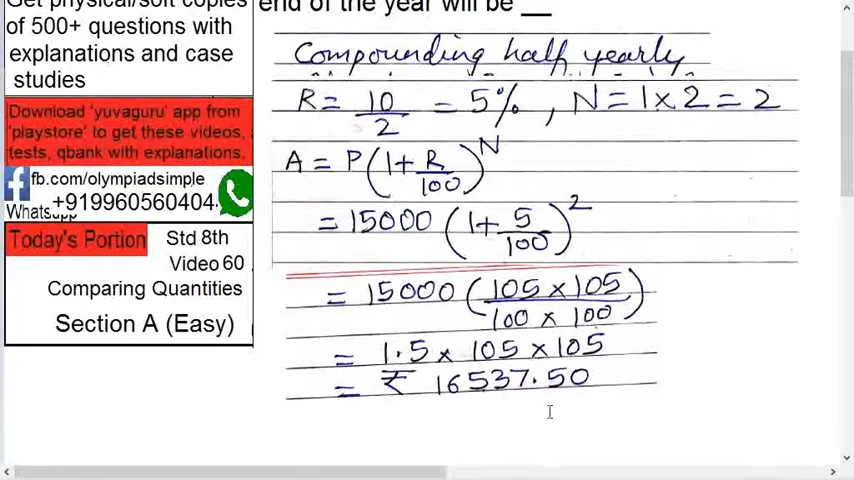 Get physical/soft copies
of 500+ questions with
explanations and case
studies
Download 'yuvaguru' app from
'playstore' to get these videos,
tests, qbank with explanations,
fb.com/olympiadsimple
+919960560404
Whatsupp
Today's Portion
Std 8th
Video 60
Comparing Quantities
Section A (Easy)
end of the year will be __
Compounding half yearly
R = 10/2 = 5%, N = 1 x 2 = 2
A = P(1 + R/100)^N
= 15000 (1 + 5/100)^2
= 15000 (105 x 105 / 100 x 100)
= 1.5 x 105 x 105
= ₹ 16537.50